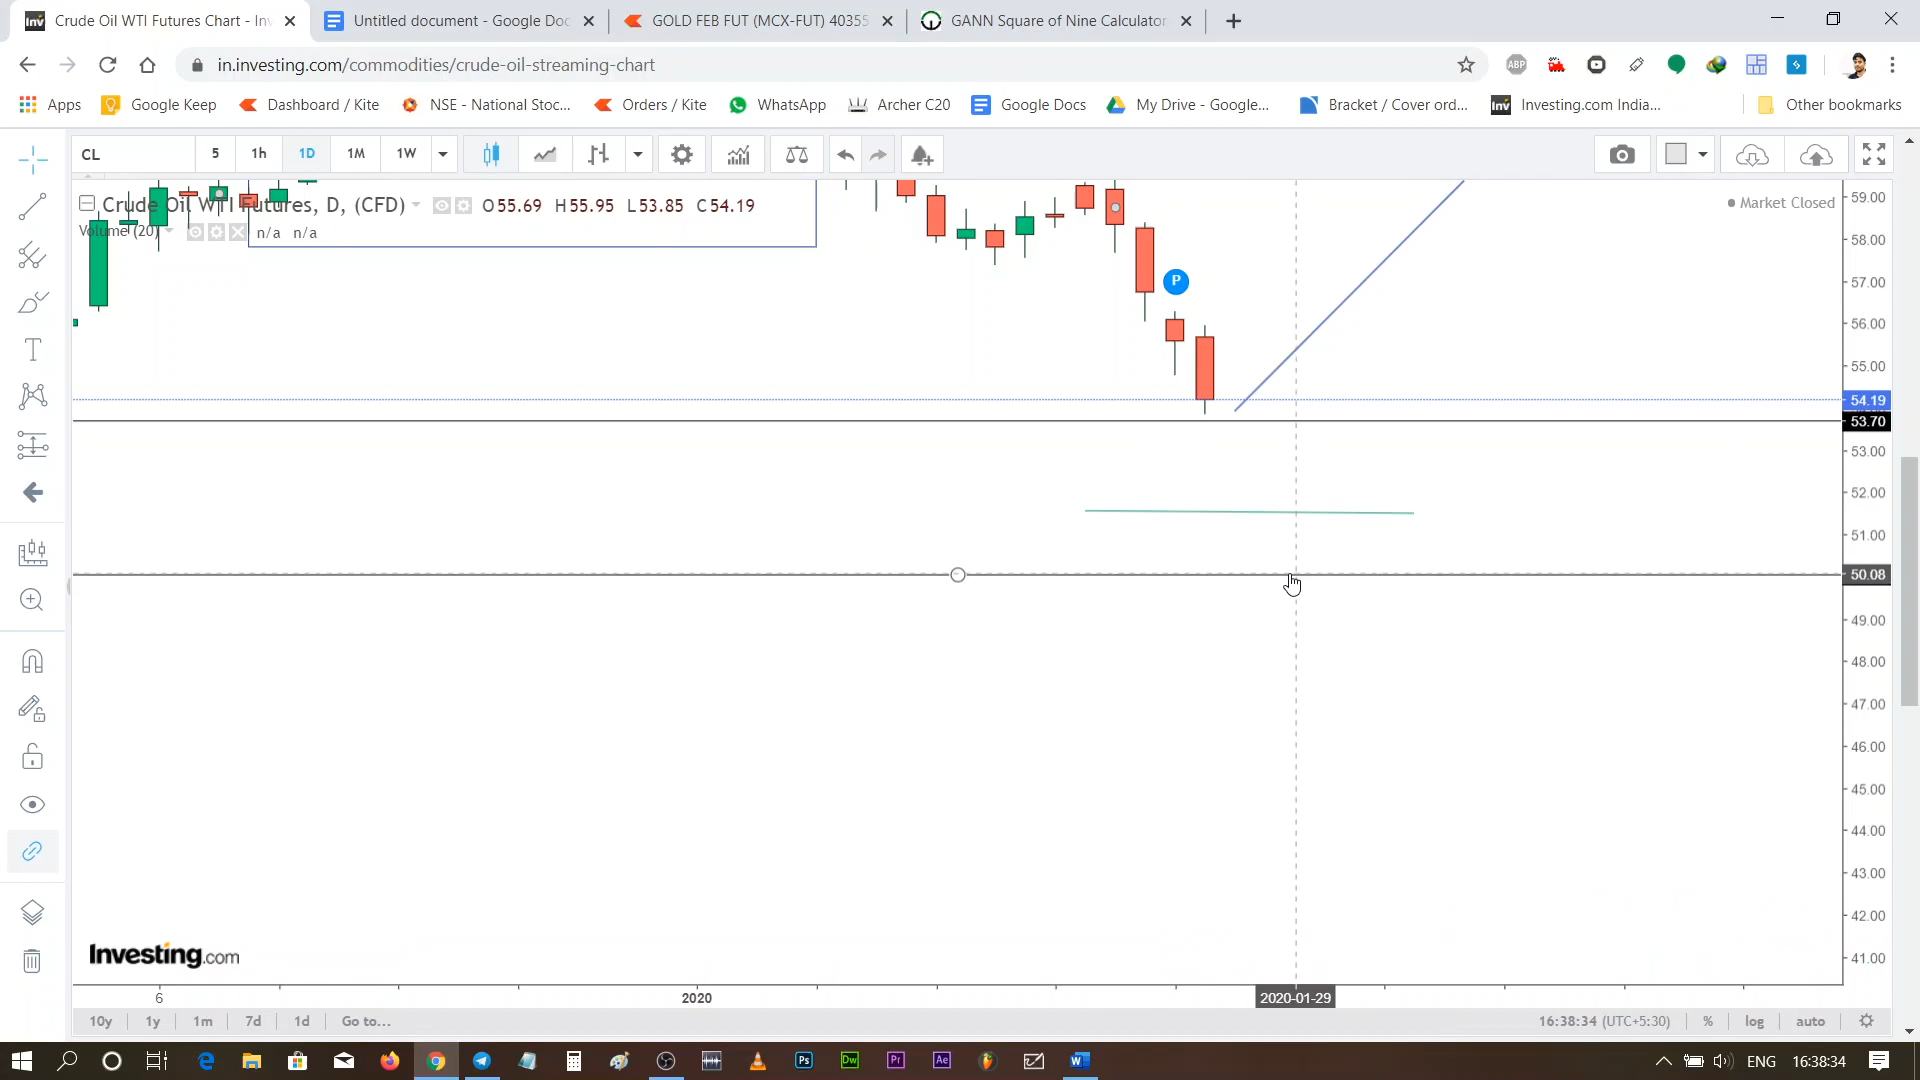 Crude Oil WTI Futures Chart - Inv
Untitled document - Google Doc
GOLD FEB FUT (MCX-FUT) 40355
GANN Square of Nine Calculator
in.investing.com/commodities/crude-oil-streaming-chart
ABP
Apps
Google Keep
Dashboard / Kite
NSE - National Stoc...
Orders / Kite
WhatsApp
Archer C20
Google Docs
My Drive - Google...
Bracket / Cover ord...
Inv Investing.com India...
Other bookmarks
CL
5
1h
1D
1M
1W
Crude Oil WTI Futures, D, (CFD)
O55.69 H55.95 L53.85 C54.19
Market Closed
Volume (20)
n/a n/a
P
59.00
58.00
57.00
56.00
55.00
54.19
53.70
53.00
52.00
51.00
50.08
49.00
48.00
47.00
46.00
45.00
44.00
43.00
42.00
41.00
Investing.com
6
2020
2020-01-29
10y
1y
1m
7d
1d
Go to...
16:38:34 (UTC+5:30)
%
log
auto
Ps
Dw
Pr
Ae
ENG
16:38:34